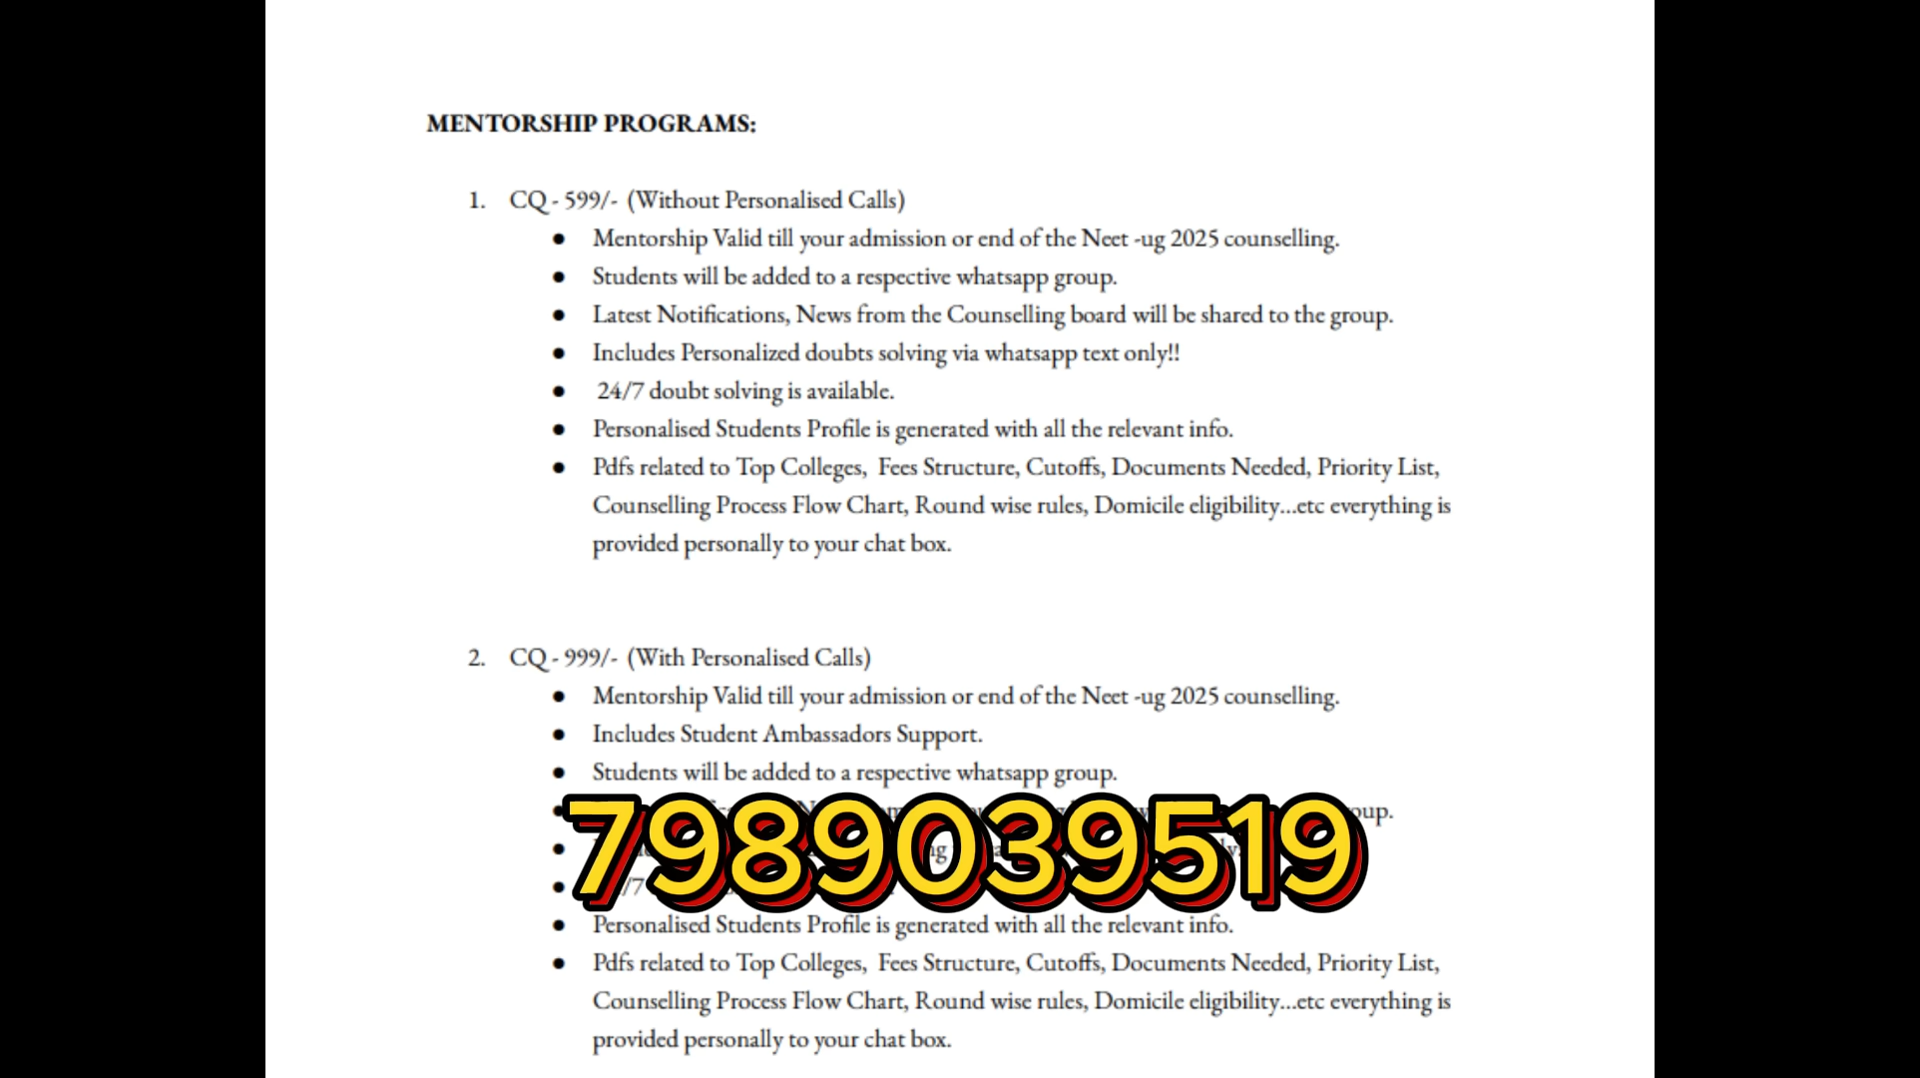 MENTORSHIP PROGRAMS:
1. CQ - 599/- (Without Personalised Calls)
● Mentorship Valid till your admission or end of the Neet -ug 2025 counselling.
● Students will be added to a respective whatsapp group.
● Latest Notifications, News from the Counselling board will be shared to the group.
● Includes Personalized doubts solving via whatsapp text only!!
● 24/7 doubt solving is available.
● Personalised Students Profile is generated with all the relevant info.
● Pdfs related to Top Colleges, Fees Structure, Cutoffs, Documents Needed, Priority List,
Counselling Process Flow Chart, Round wise rules, Domicile eligibility...etc everything is
provided personally to your chat box.
2. CQ - 999/- (With Personalised Calls)
● Mentorship Valid till your admission or end of the Neet -ug 2025 counselling.
● Includes Student Ambassadors Support.
● Students will be added to a respective whatsapp group.
7989039519
● Personalised Students Profile is generated with all the relevant info.
● Pdfs related to Top Colleges, Fees Structure, Cutoffs, Documents Needed, Priority List,
Counselling Process Flow Chart, Round wise rules, Domicile eligibility...etc everything is
provided personally to your chat box.